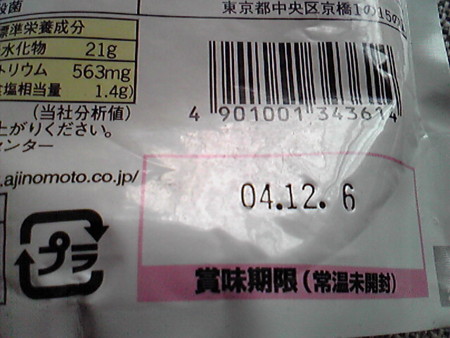 殺菌
東京都中央区京橋1の15の
標準栄養成分
水化物 21g
トリウム 563mg
塩相当量 1.4g)
(当社分析値)
上がりください。
ンター
.ajinomoto.co.jp/
4 901001 343614
04.12. 6
プラ
賞味期限(常温未開封)